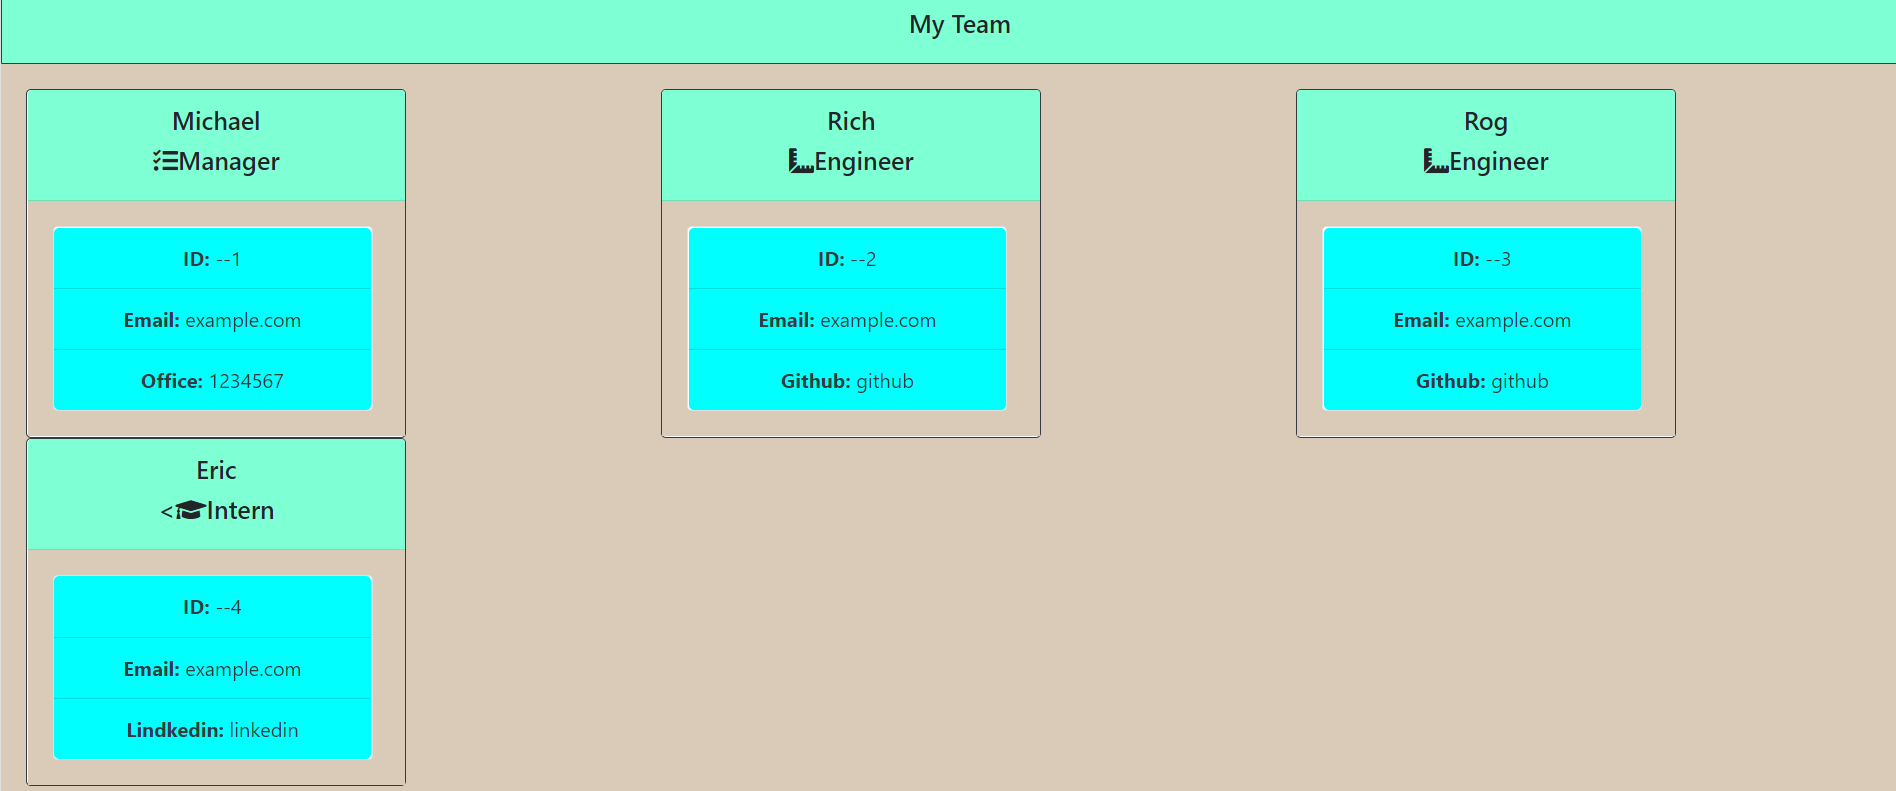 My Team
Michael
Manager
ID: --1
Email: example.com
Office: 1234567
Rich
Engineer
ID: --2
Email: example.com
Github: github
Rog
Engineer
ID: --3
Email: example.com
Github: github
Eric
<Intern
ID: --4
Email: example.com
Lindkedin: linkedin